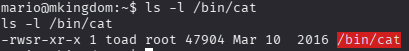 mario@mkingdom:~$ ls -l /bin/cat
ls -l /bin/cat
-rwsr-xr-x 1 toad root 47904 Mar 10  2016 /bin/cat